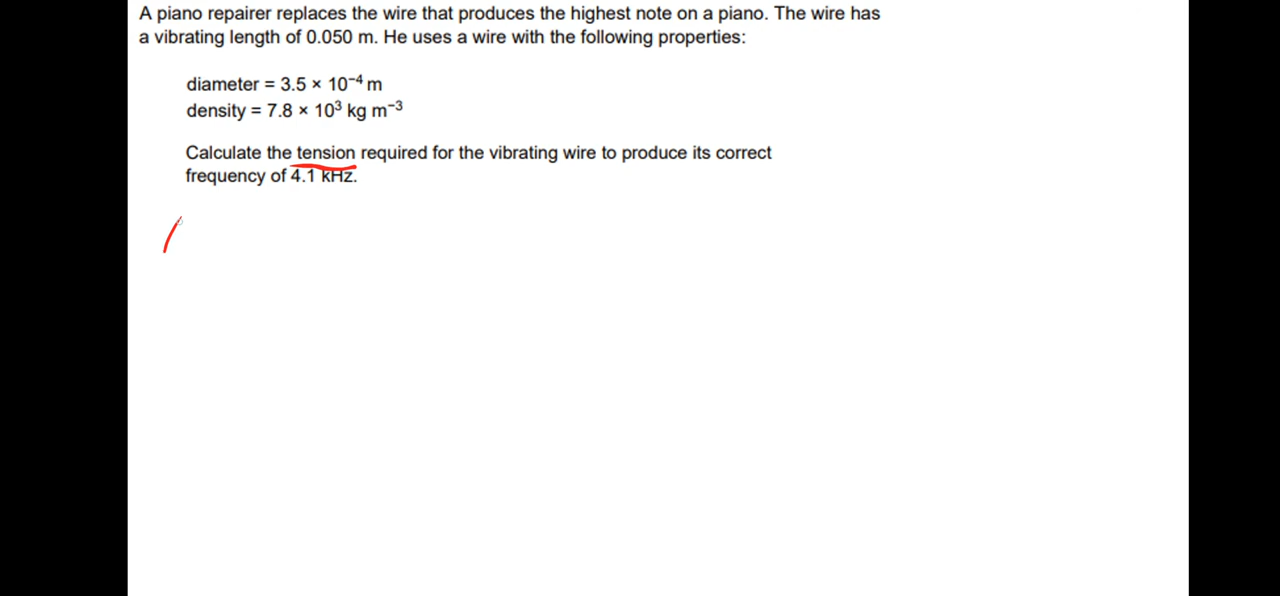 A piano repairer replaces the wire that produces the highest note on a piano. The wire has
a vibrating length of 0.050 m. He uses a wire with the following properties:
diameter = 3.5 × 10⁻⁴ m
density = 7.8 × 10³ kg m⁻³
Calculate the tension required for the vibrating wire to produce its correct
frequency of 4.1 kHz.